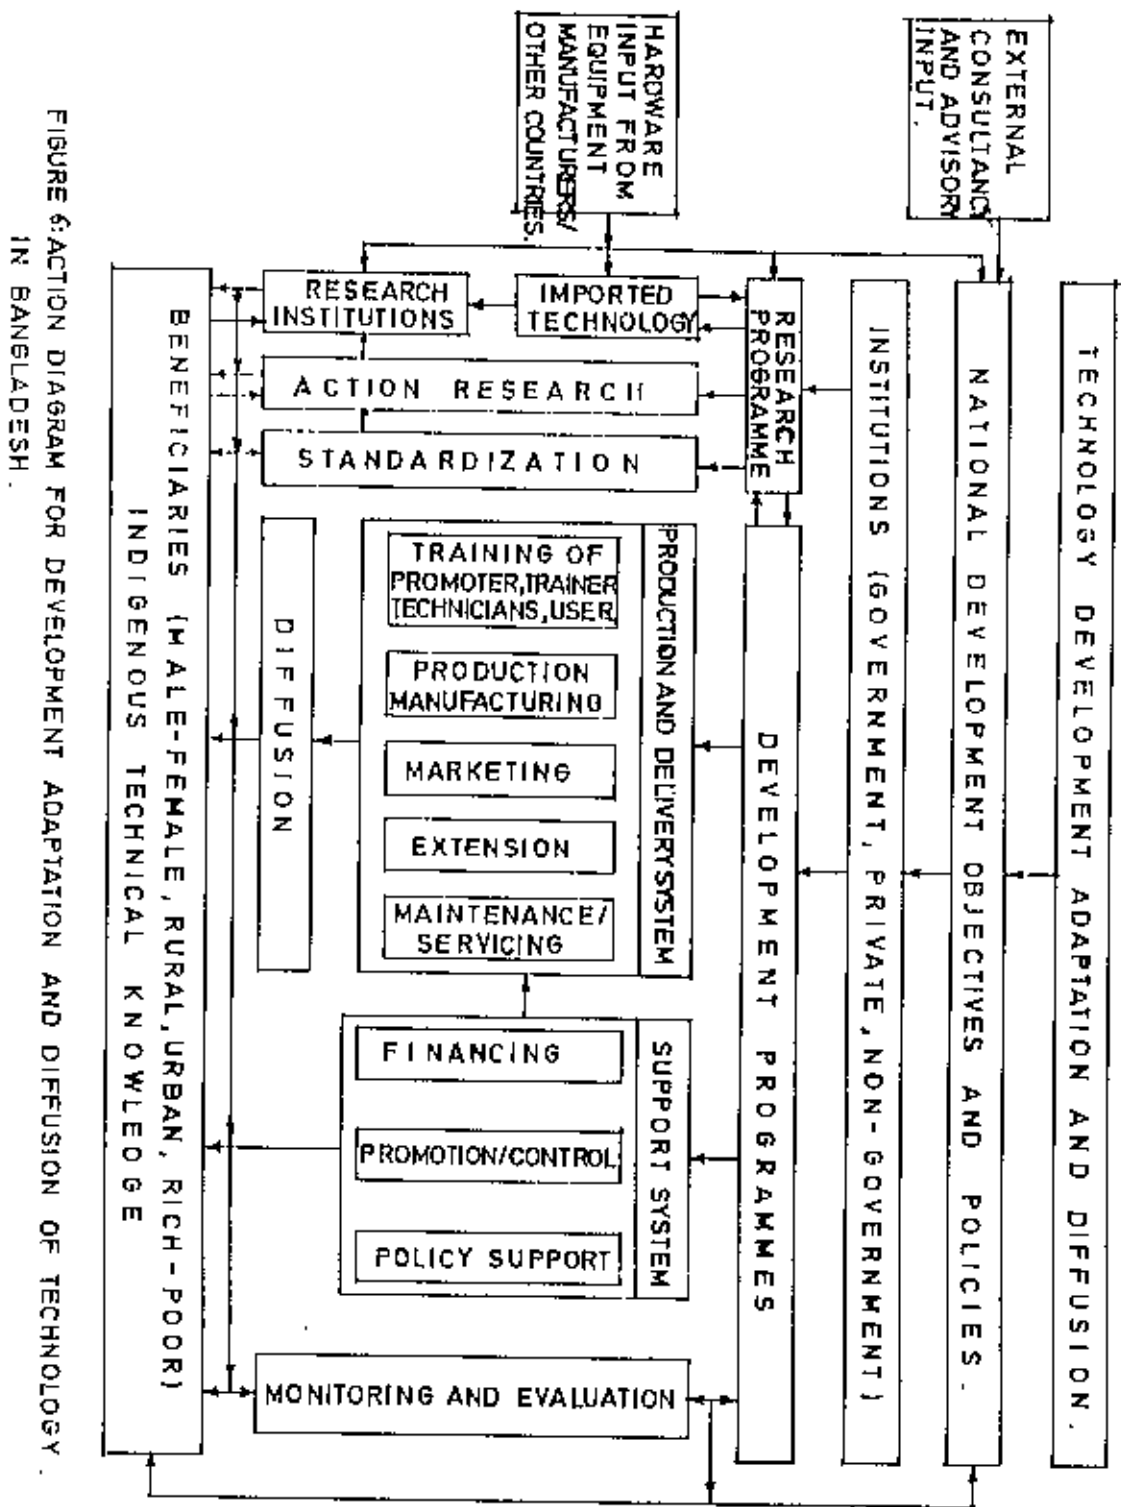 EXTERNAL
CONSULTANCY
AND ADVISORY
INPUT.
HARDWARE
INPUT FROM
EQUIPMENT
MANUFACTURERS/
OTHER COUNTRIES.
TECHNOLOGY DEVELOPMENT ADAPTATION AND DIFFUSION.
NATIONAL DEVELOPMENT OBJECTIVES AND POLICIES.
INSTITUTIONS (GOVERNMENT, PRIVATE, NON-GOVERNMENT)
RESEARCH
PROGRAMME
DEVELOPMENT PROGRAMMES
IMPORTED
TECHNOLOGY
RESEARCH
INSTITUTIONS
ACTION RESEARCH
STANDARDIZATION
PRODUCTION AND DELIVERY SYSTEM
TRAINING OF
PROMOTER,TRAINER
TECHNICIANS,USER.
PRODUCTION
MANUFACTURING
MARKETING
EXTENSION
MAINTENANCE/
SERVICING
SUPPORT SYSTEM
FINANCING
PROMOTION/CONTROL
POLICY SUPPORT
MONITORING AND EVALUATION
DIFFUSION
BENEFICIARIES (MALE-FEMALE, RURAL, URBAN, RICH-POOR)
INDIGENOUS TECHNICAL KNOWLEDGE
FIGURE 6:ACTION DIAGRAM FOR DEVELOPMENT ADAPTATION AND DIFFUSION OF TECHNOLOGY.
IN BANGLADESH.